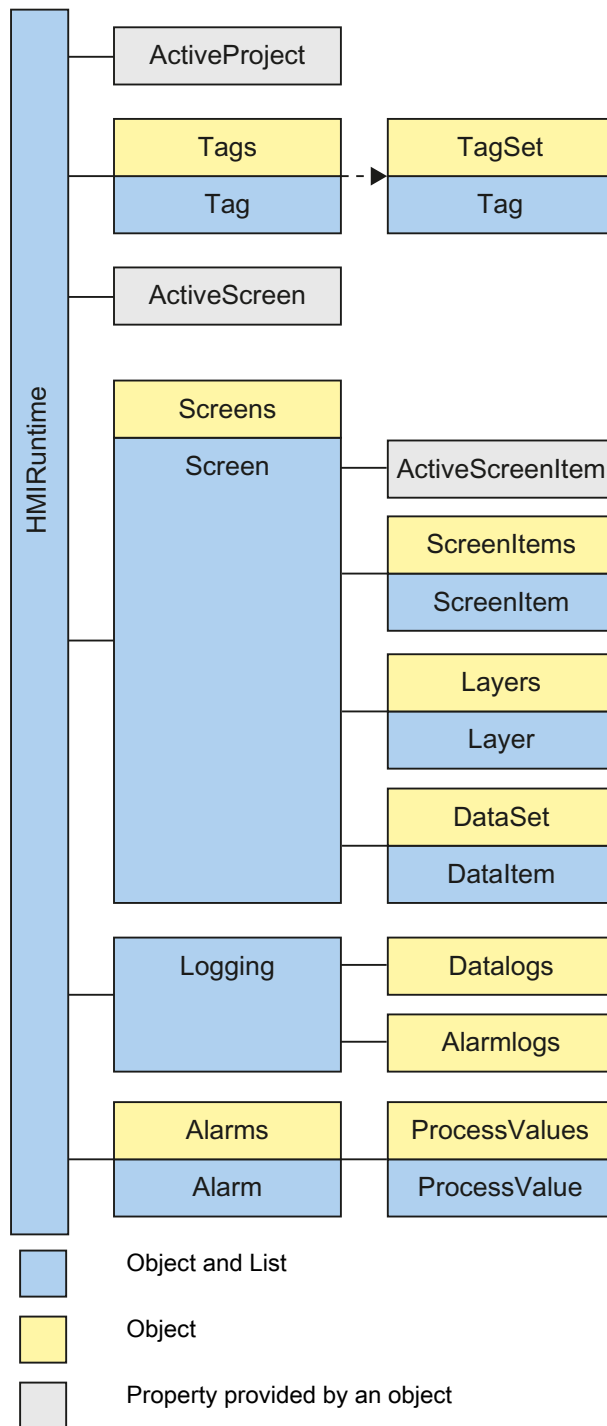 HMIRuntime
ActiveProject
Tags
Tag
TagSet
Tag
ActiveScreen
Screens
Screen
ActiveScreenItem
ScreenItems
ScreenItem
Layers
Layer
DataSet
DataItem
Logging
Datalogs
Alarmlogs
Alarms
Alarm
ProcessValues
ProcessValue
Object and List
Object
Property provided by an object